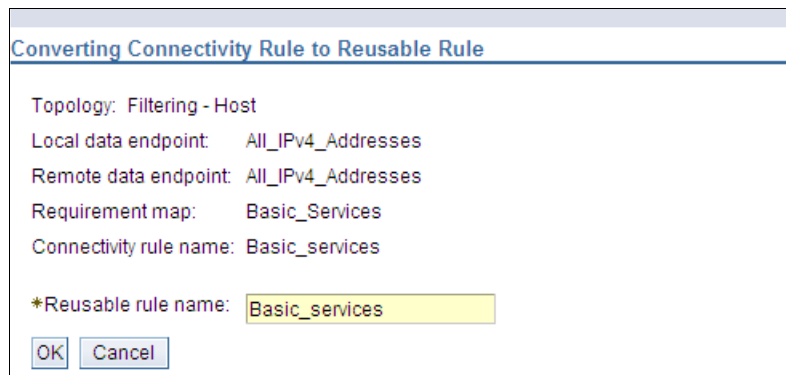 Converting Connectivity Rule to Reusable Rule
Topology: Filtering - Host
Local data endpoint: All_IPv4_Addresses
Remote data endpoint: All_IPv4_Addresses
Requirement map: Basic_Services
Connectivity rule name: Basic_services
*Reusable rule name: Basic_services
OK Cancel